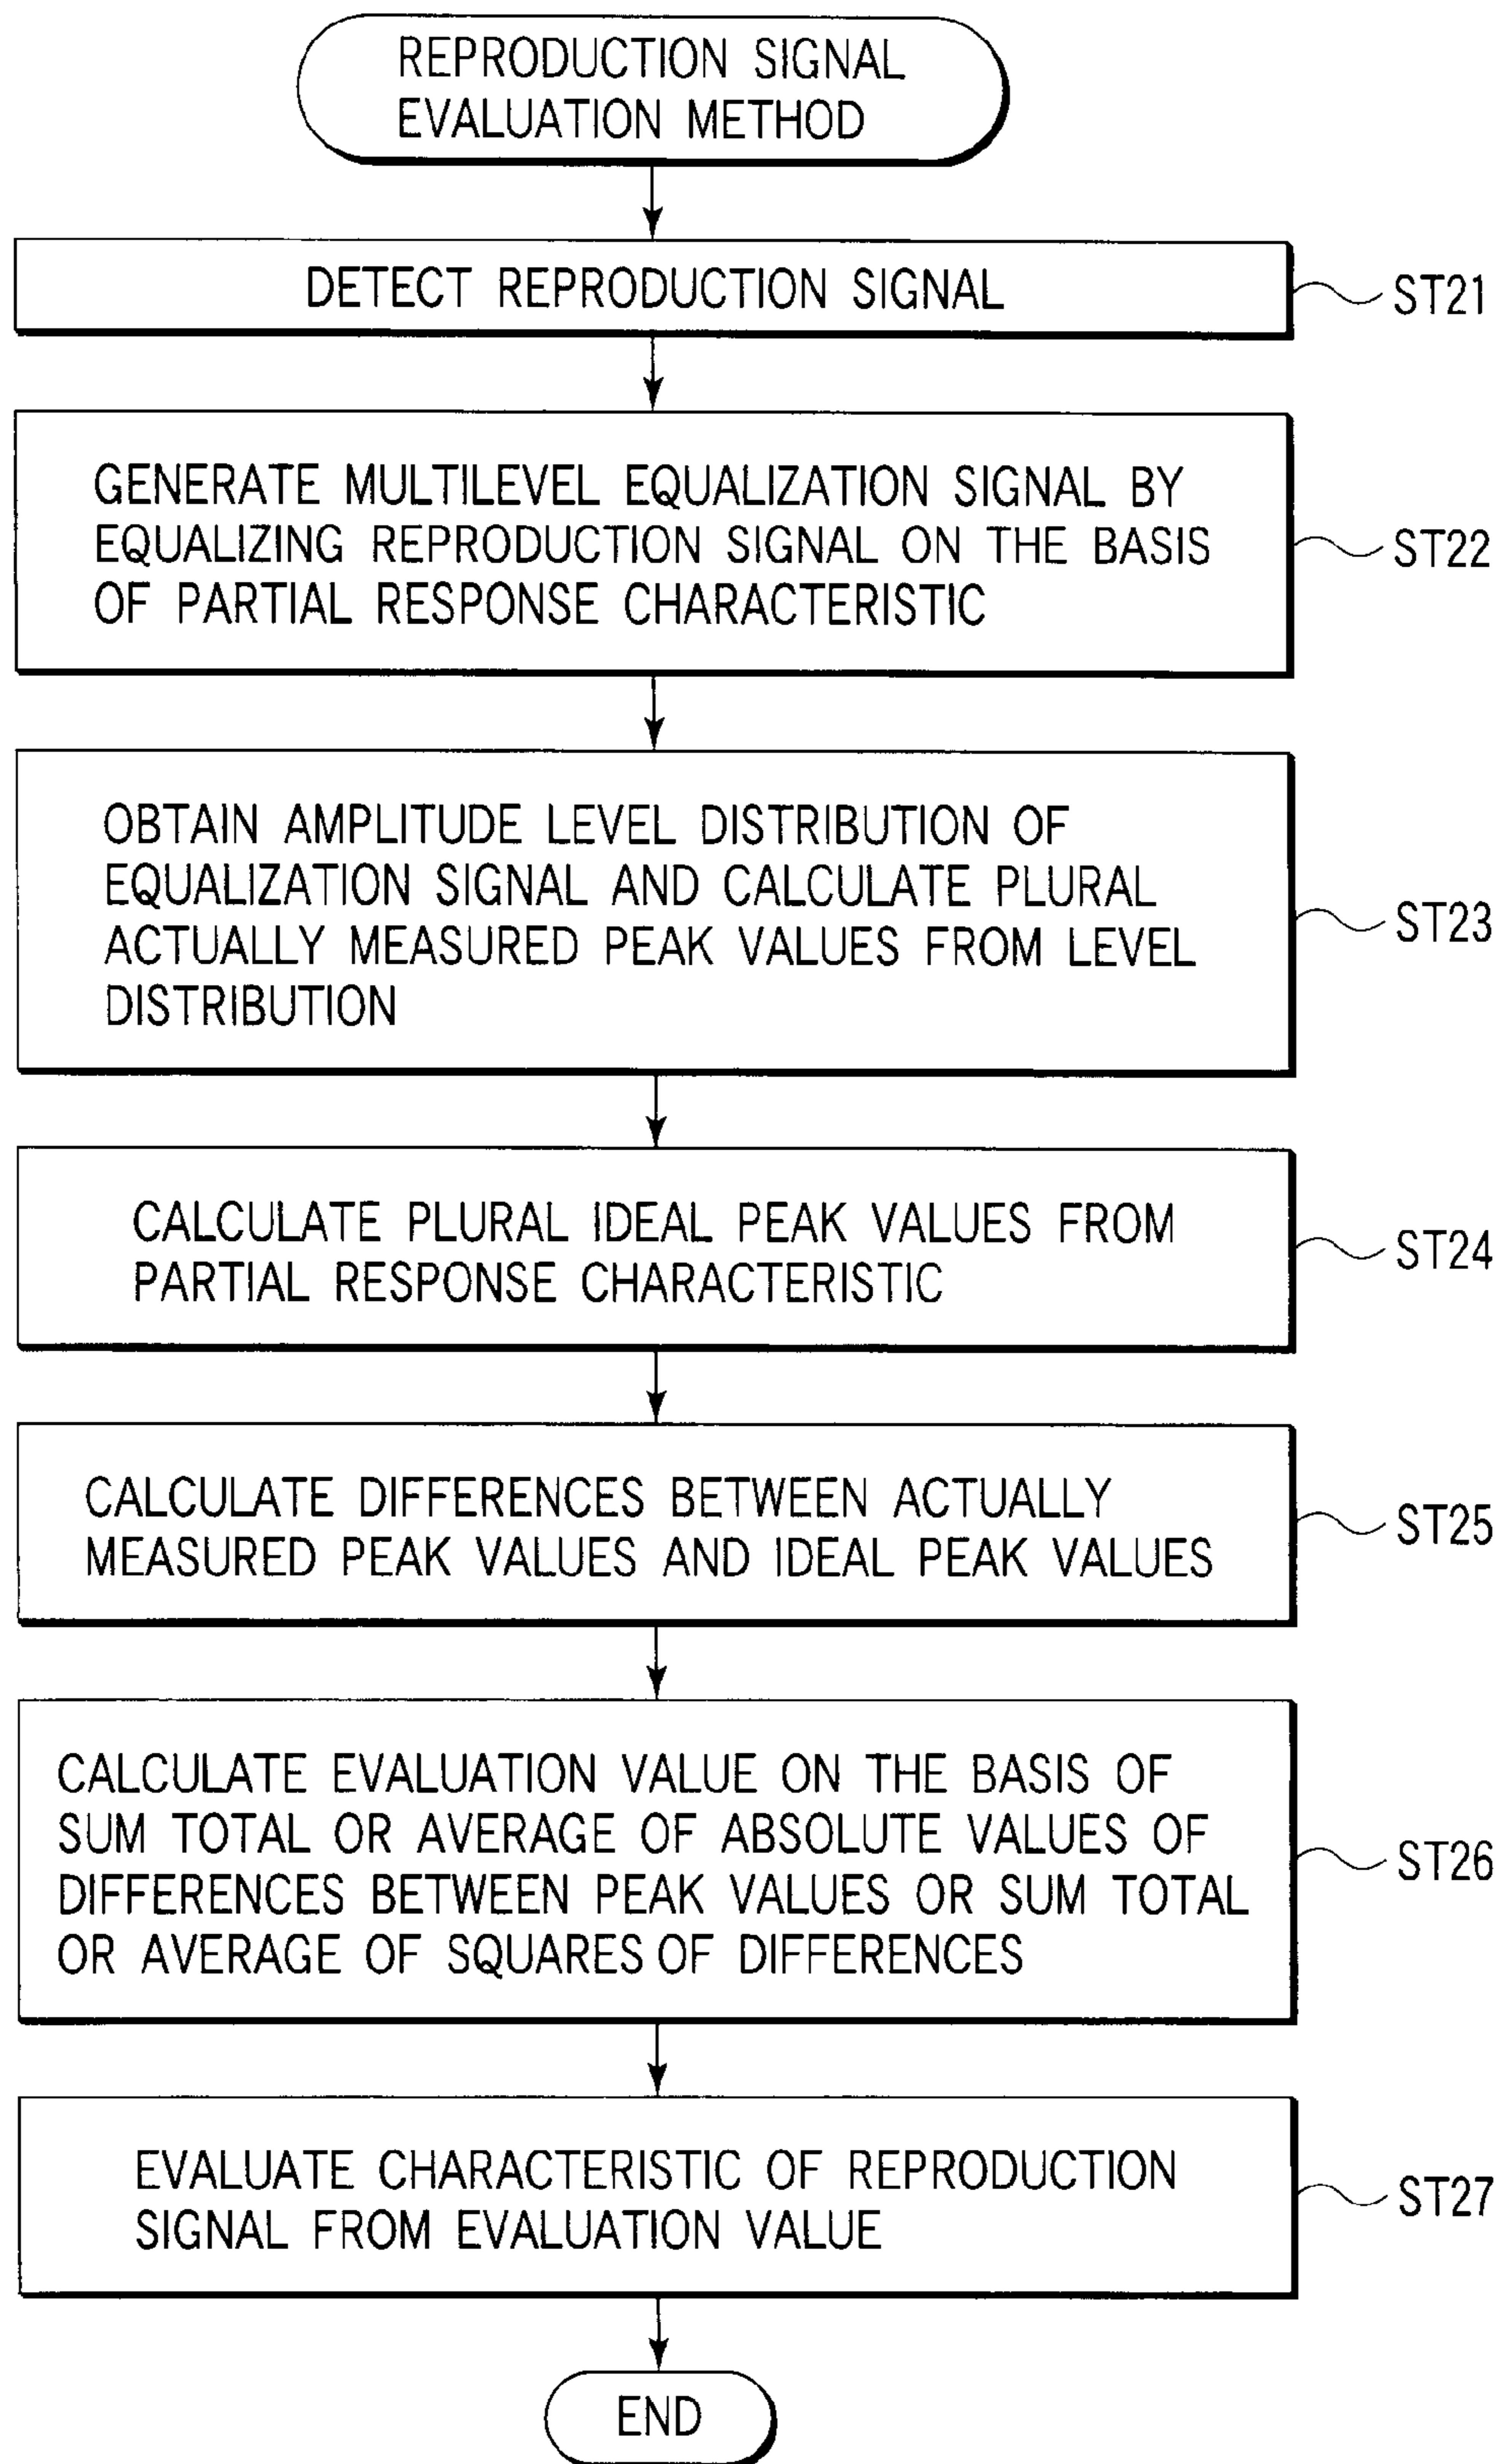 REPRODUCTION SIGNAL
EVALUATION METHOD
DETECT REPRODUCTION SIGNAL
ST21
GENERATE MULTILEVEL EQUALIZATION SIGNAL BY
EQUALIZING REPRODUCTION SIGNAL ON THE BASIS
OF PARTIAL RESPONSE CHARACTERISTIC
ST22
OBTAIN AMPLITUDE LEVEL DISTRIBUTION OF
EQUALIZATION SIGNAL AND CALCULATE PLURAL
ACTUALLY MEASURED PEAK VALUES FROM LEVEL
DISTRIBUTION
ST23
CALCULATE PLURAL IDEAL PEAK VALUES FROM
PARTIAL RESPONSE CHARACTERISTIC
ST24
CALCULATE DIFFERENCES BETWEEN ACTUALLY
MEASURED PEAK VALUES AND IDEAL PEAK VALUES
ST25
CALCULATE EVALUATION VALUE ON THE BASIS OF
SUM TOTAL OR AVERAGE OF ABSOLUTE VALUES OF
DIFFERENCES BETWEEN PEAK VALUES OR SUM TOTAL
OR AVERAGE OF SQUARES OF DIFFERENCES
ST26
EVALUATE CHARACTERISTIC OF REPRODUCTION
SIGNAL FROM EVALUATION VALUE
ST27
END